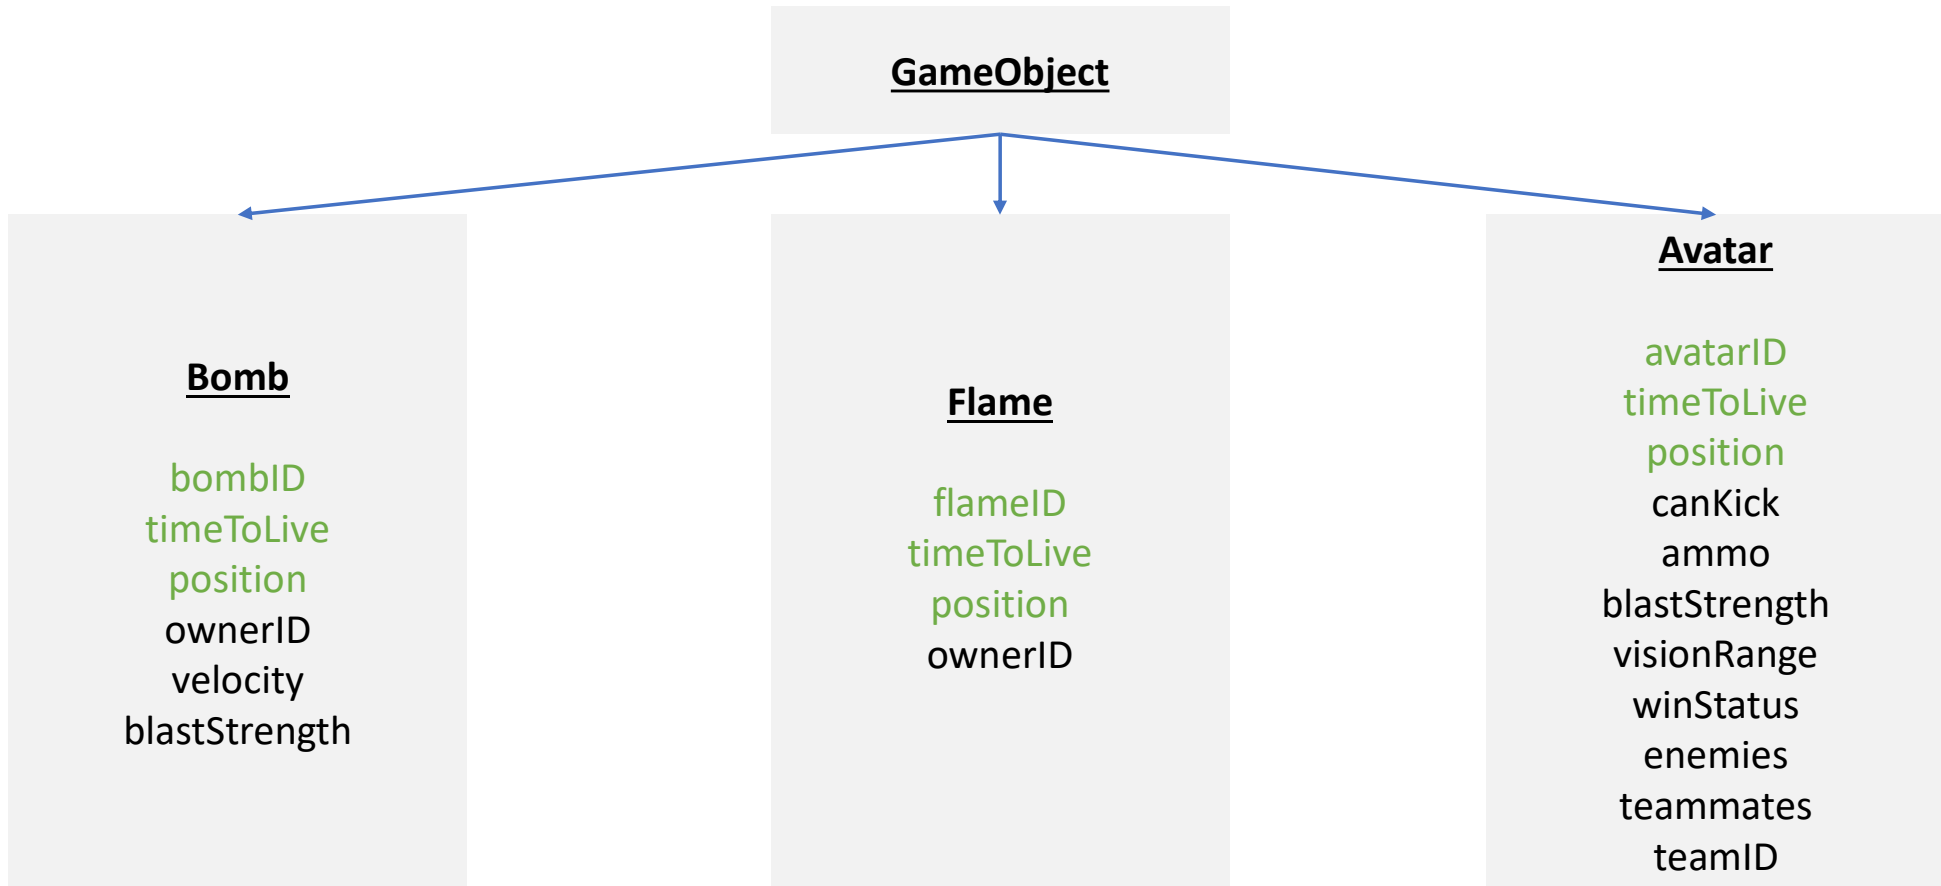 GameObject
Bomb
bombID
timeToLive
position
ownerID
velocity
blastStrength
Flame
flameID
timeToLive
position
ownerID
Avatar
avatarID
timeToLive
position
canKick
ammo
blastStrength
visionRange
winStatus
enemies
teammates
teamID